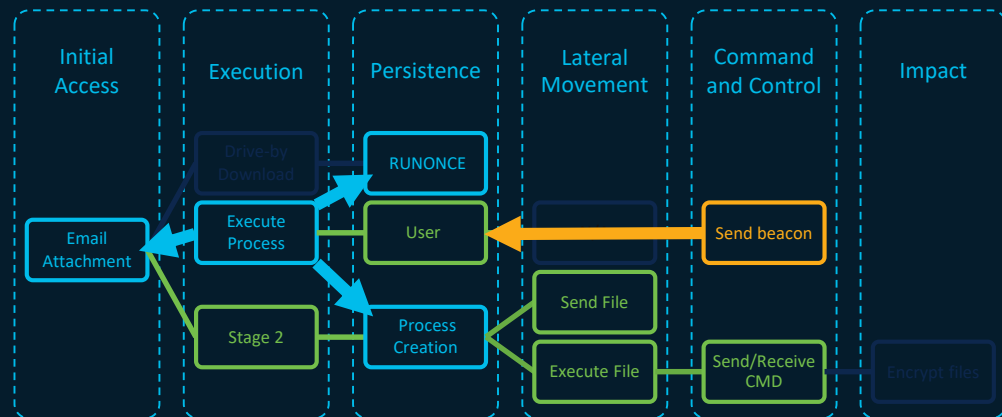 Initial
Access
Execution
Persistence
Lateral
Movement
Command
and Control
Impact
Drive-by
Download
RUNONCE
Email
Attachment
Execute
Process
User
Send beacon
Send File
Stage 2
Process
Creation
Execute File
Send/Receive
CMD
Encrypt files